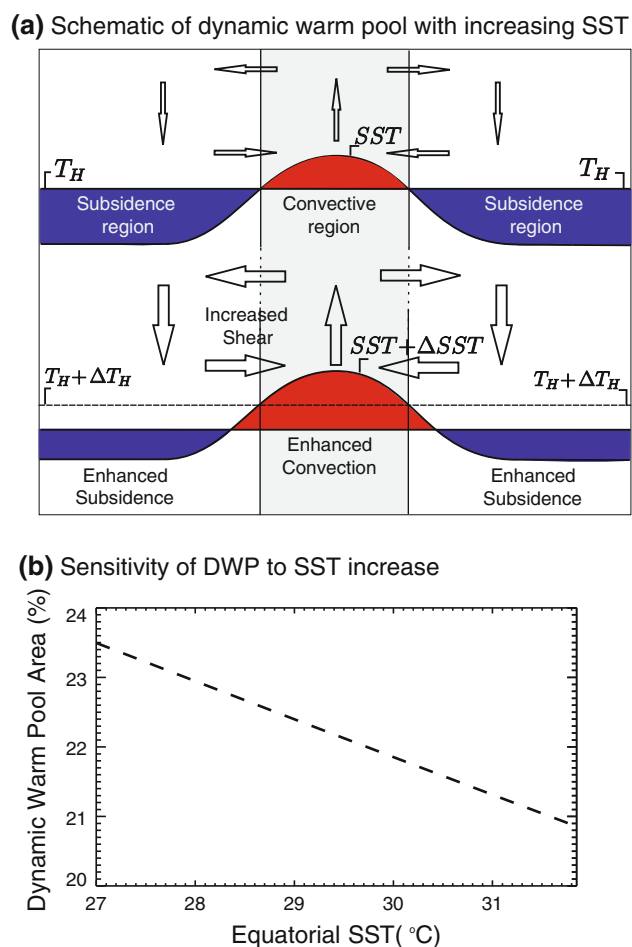 (a) Schematic of dynamic warm pool with increasing SST
SST
T_H
T_H
Subsidence region
Convective region
Subsidence region
Increased Shear
SST+ΔSST
T_H+ΔT_H
T_H+ΔT_H
Enhanced Subsidence
Enhanced Convection
Enhanced Subsidence
(b) Sensitivity of DWP to SST increase
Dynamic Warm Pool Area (%)
24
23
22
21
20
27
28
29
30
31
Equatorial SST( °C)